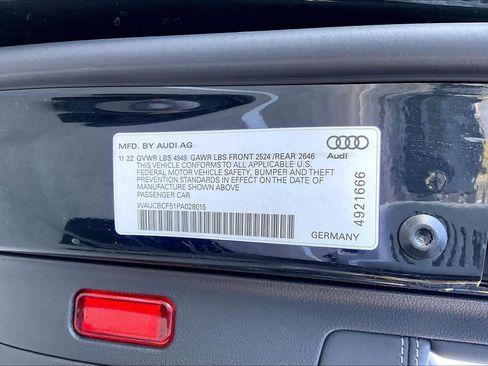 MFD. BY AUDI AG
11 22 GVWR LBS 4949 GAWR LBS FRONT 2524 /REAR 2646
THIS VEHICLE CONFORMS TO ALL APPLICABLE U.S.
FEDERAL MOTOR VEHICLE SAFETY, BUMPER AND THEFT
PREVENTION STANDARDS IN EFFECT ON THE DATE OF
MANUFACTURE SHOWN ABOVE
PASSENGER CAR
WAUCBCF51PA028015
GERMANY
Audi
4921666